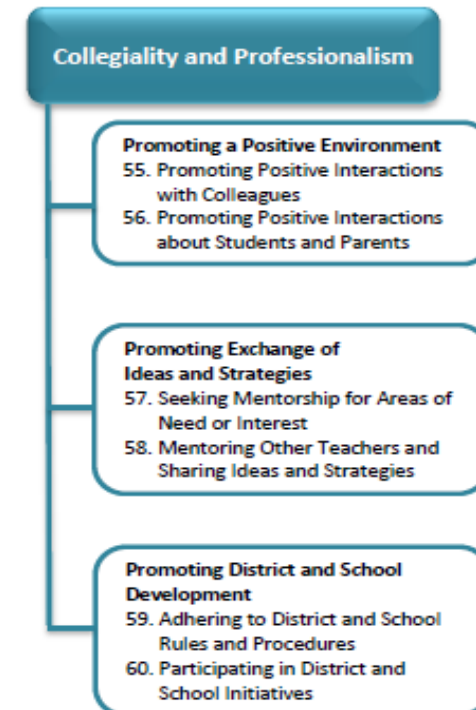 Collegiality and Professionalism
Promoting a Positive Environment
55. Promoting Positive Interactions
with Colleagues
56. Promoting Positive Interactions
about Students and Parents
Promoting Exchange of
Ideas and Strategies
57. Seeking Mentorship for Areas of
Need or Interest
58. Mentoring Other Teachers and
Sharing Ideas and Strategies
Promoting District and School
Development
59. Adhering to District and School
Rules and Procedures
60. Participating in District and
School Initiatives